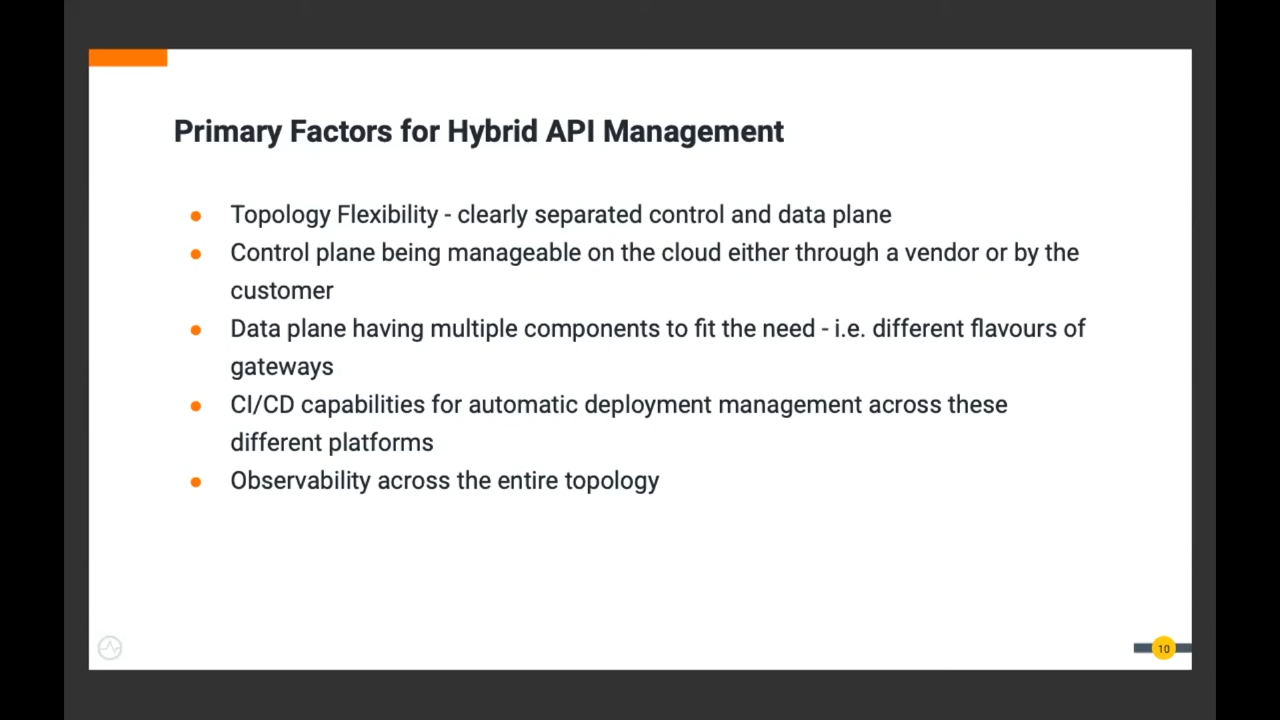 Primary Factors for Hybrid API Management
● Topology Flexibility - clearly separated control and data plane
● Control plane being manageable on the cloud either through a vendor or by the
customer
● Data plane having multiple components to fit the need - i.e. different flavours of
gateways
● CI/CD capabilities for automatic deployment management across these
different platforms
● Observability across the entire topology
10